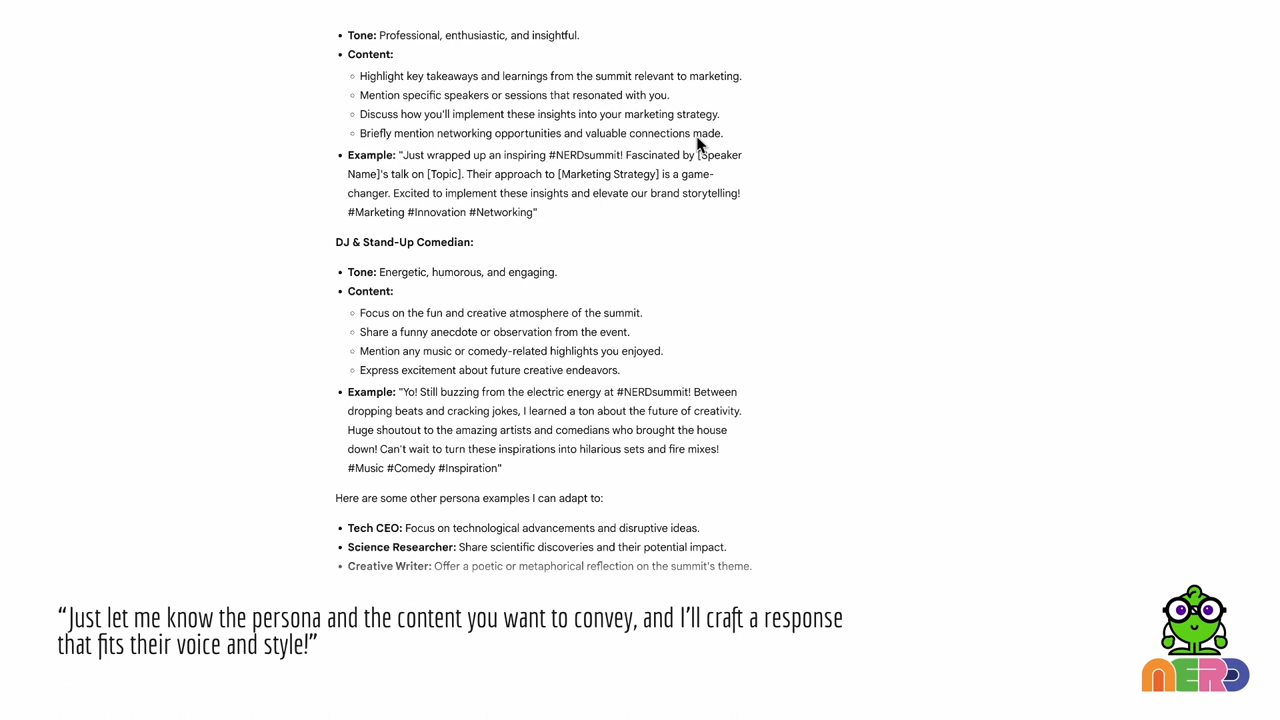 • Tone: Professional, enthusiastic, and insightful.
• Content:
○ Highlight key takeaways and learnings from the summit relevant to marketing.
○ Mention specific speakers or sessions that resonated with you.
○ Discuss how you'll implement these insights into your marketing strategy.
○ Briefly mention networking opportunities and valuable connections made.
• Example: "Just wrapped up an inspiring #NERDsummit! Fascinated by [Speaker
Name]'s talk on [Topic]. Their approach to [Marketing Strategy] is a game-
changer. Excited to implement these insights and elevate our brand storytelling!
#Marketing #Innovation #Networking"
DJ & Stand-Up Comedian:
• Tone: Energetic, humorous, and engaging.
• Content:
○ Focus on the fun and creative atmosphere of the summit.
○ Share a funny anecdote or observation from the event.
○ Mention any music or comedy-related highlights you enjoyed.
○ Express excitement about future creative endeavors.
• Example: "Yo! Still buzzing from the electric energy at #NERDsummit! Between
dropping beats and cracking jokes, I learned a ton about the future of creativity.
Huge shoutout to the amazing artists and comedians who brought the house
down! Can't wait to turn these inspirations into hilarious sets and fire mixes!
#Music #Comedy #Inspiration"
Here are some other persona examples I can adapt to:
• Tech CEO: Focus on technological advancements and disruptive ideas.
• Science Researcher: Share scientific discoveries and their potential impact.
• Creative Writer: Offer a poetic or metaphorical reflection on the summit's theme.
“Just let me know the persona and the content you want to convey, and I’ll craft a response
that fits their voice and style!”
NERD